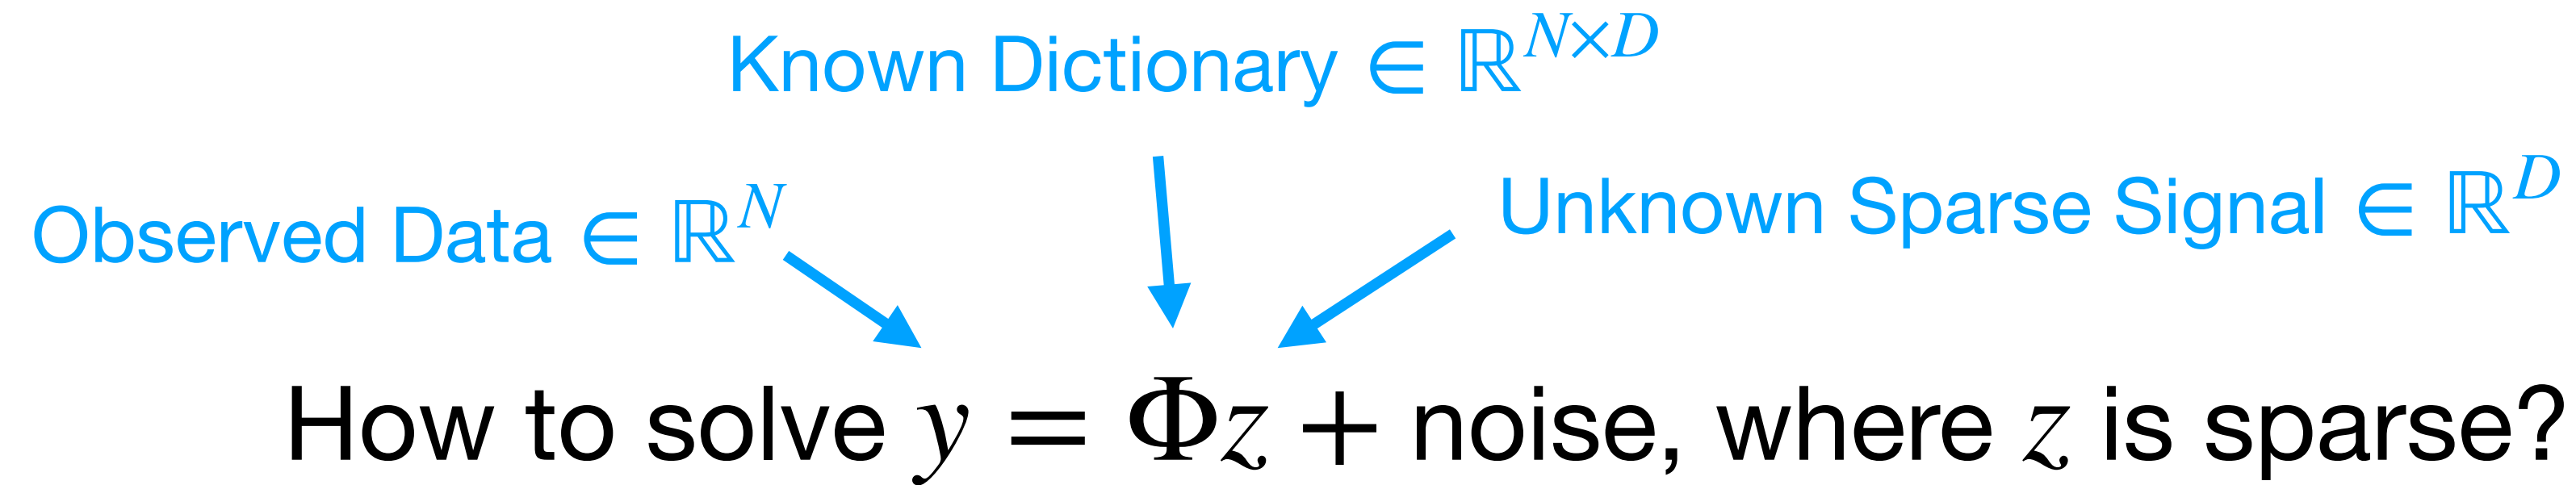 Known Dictionary ∈ ℝ^{N×D}
Observed Data ∈ ℝ^N
Unknown Sparse Signal ∈ ℝ^D
How to solve y = Φz + noise, where z is sparse?